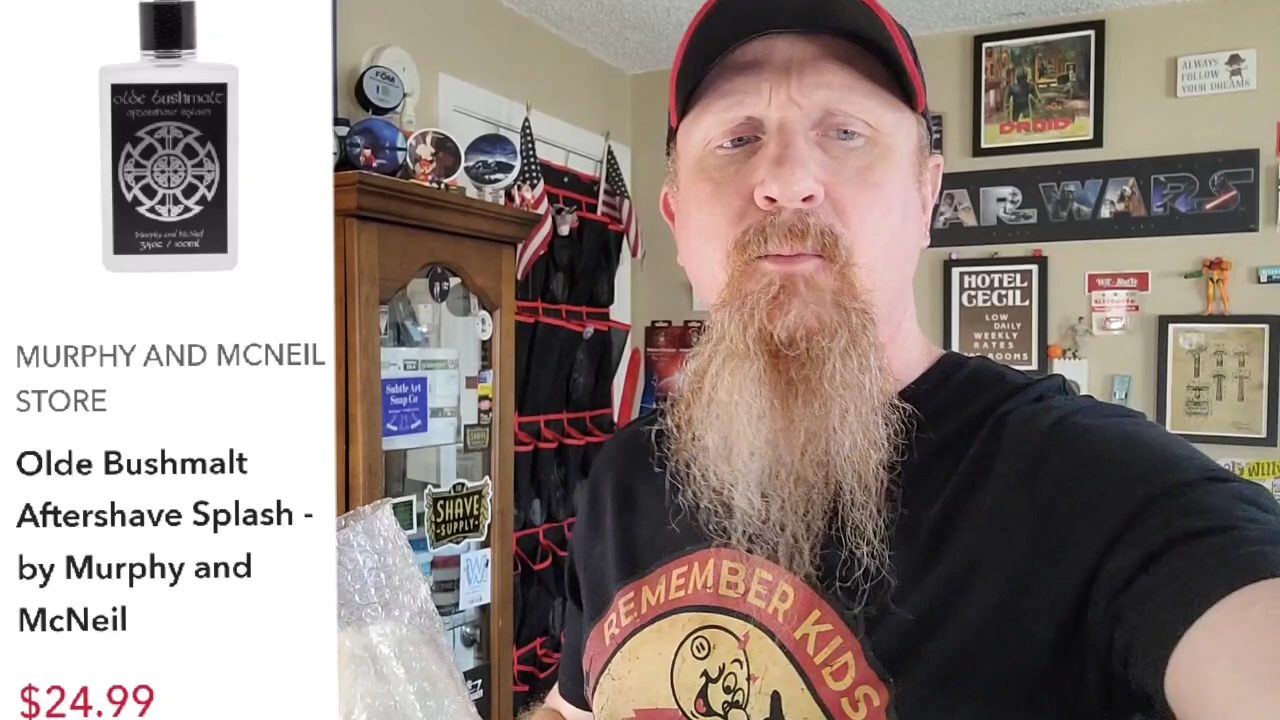 olde bushmalt
aftershave splash
Murphy and McNeil
MURPHY AND MCNEIL
STORE
Olde Bushmalt
Aftershave Splash -
by Murphy and
McNeil
$24.99
Subtle Art
Soap Co
SHAVE
-SUPPLY-
REMEMBER KIDS
DROID
ALWAYS
FOLLOW
YOUR DREAMS
AR WARS
HOTEL
CECIL
LOW
DAILY
WEEKLY
RATES
ROOMS